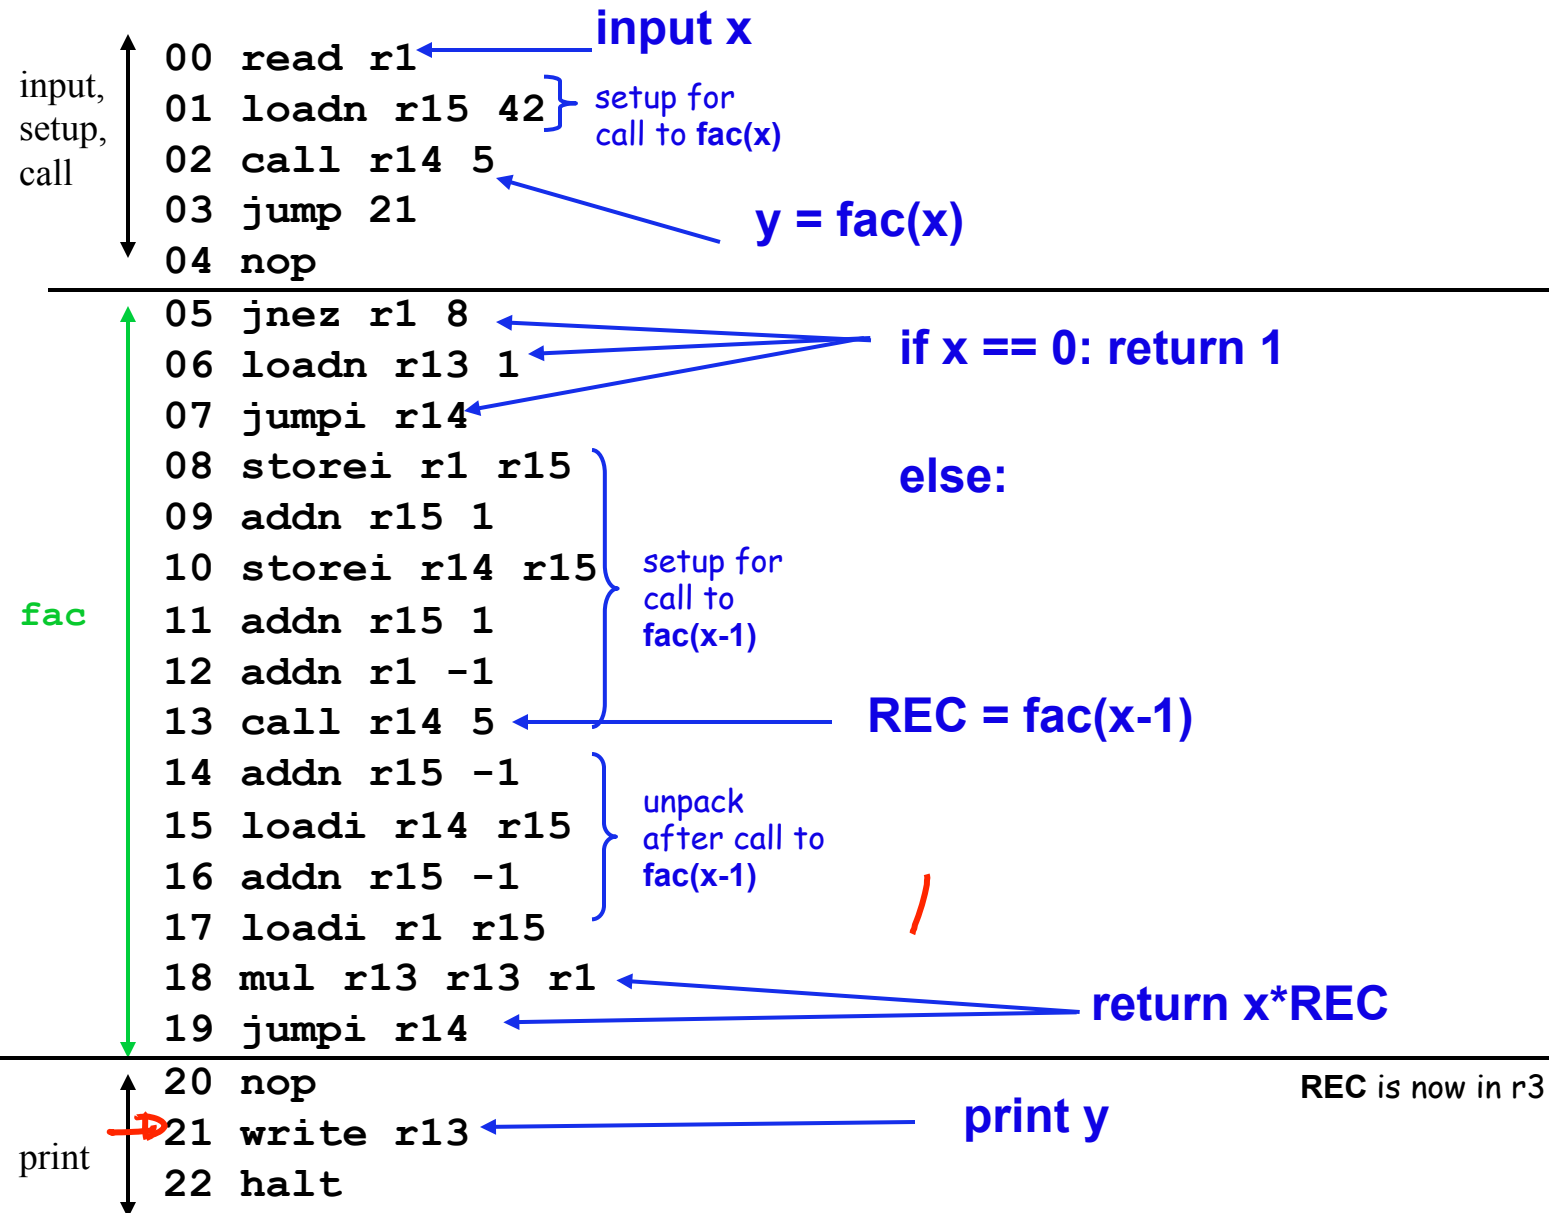 input x
00 read r1
input,
setup,
call
01 loadn r15 42
setup for
call to fac(x)
02 call r14 5
03 jump 21
y = fac(x)
04 nop
05 jnez r1 8
06 loadn r13 1
if x == 0: return 1
07 jumpi r14
08 storei r1 r15
else:
09 addn r15 1
10 storei r14 r15
setup for
call to
fac(x-1)
fac
11 addn r15 1
12 addn r1 -1
13 call r14 5
REC = fac(x-1)
14 addn r15 -1
15 loadi r14 r15
unpack
after call to
fac(x-1)
16 addn r15 -1
17 loadi r1 r15
18 mul r13 r13 r1
return x*REC
19 jumpi r14
20 nop
REC is now in r3
21 write r13
print y
print
22 halt